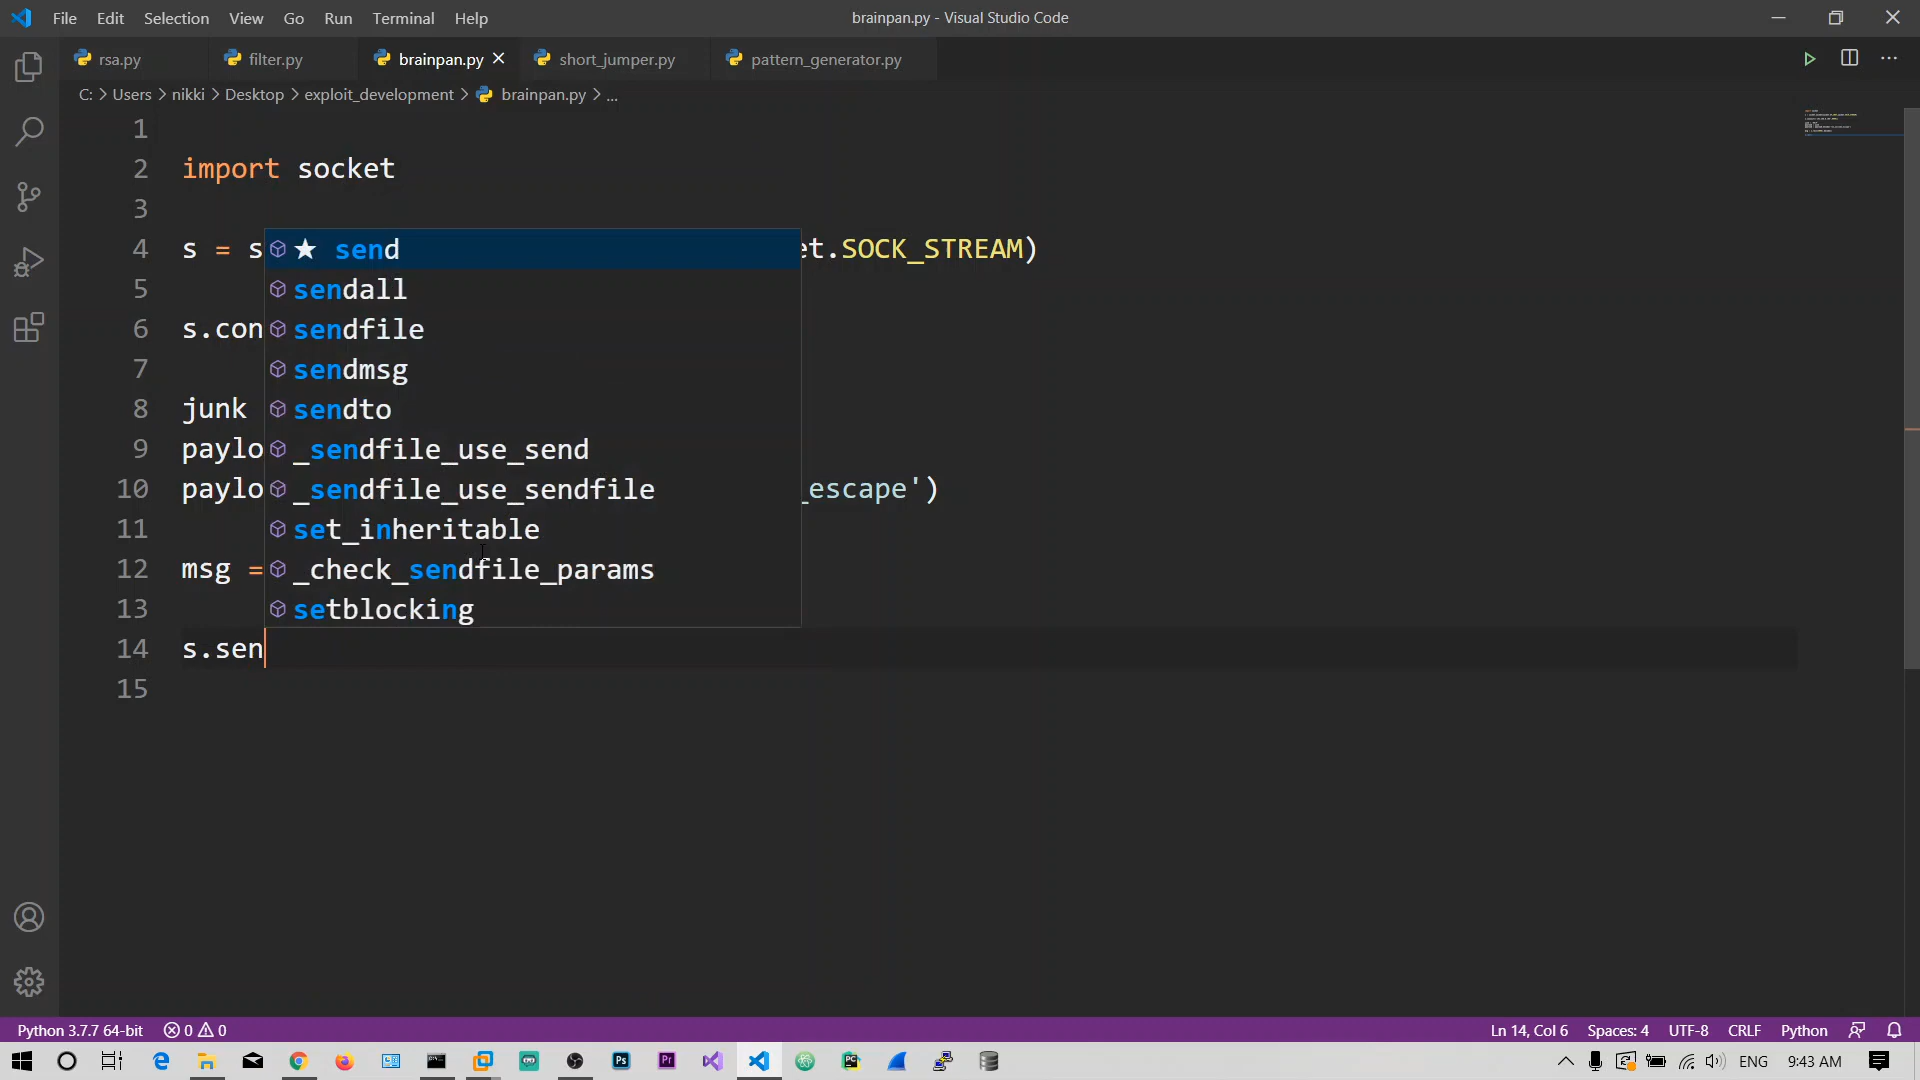 File Edit Selection View Go Run Terminal Help
brainpan.py - Visual Studio Code
rsa.py filter.py brainpan.py short_jumper.py pattern_generator.py
C: > Users > nikki > Desktop > exploit_development > brainpan.py > ...
1
2 import socket
3
4 s = s et.SOCK_STREAM)
5
6 s.con
7
8 junk
9 paylo
10 paylo _escape')
11
12 msg =
13
14 s.sen
15
★ send
sendall
sendfile
sendmsg
sendto
_sendfile_use_send
_sendfile_use_sendfile
set_inheritable
_check_sendfile_params
setblocking
Python 3.7.7 64-bit 0 0 Ln 14, Col 6 Spaces: 4 UTF-8 CRLF Python
Ps Pr PC ENG 9:43 AM